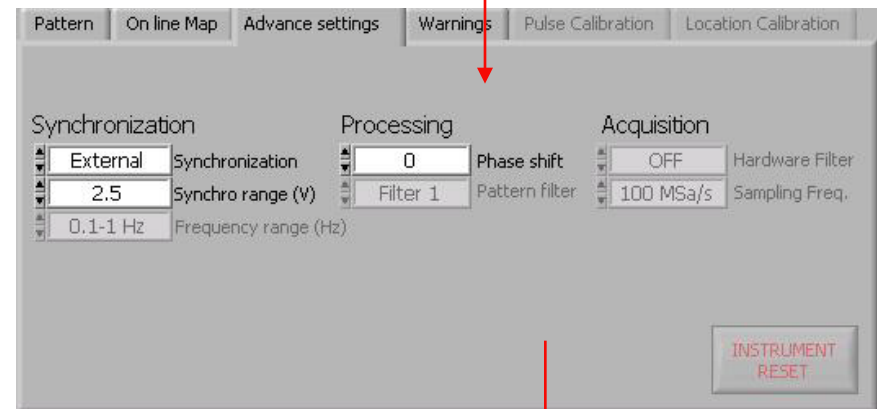 Pattern On line Map Advance settings Warnings Pulse Calibration Location Calibration
Synchronization Processing Acquisition
External Synchronization 0 Phase shift OFF Hardware Filter
2.5 Synchro range (V) Filter 1 Pattern filter 100 MSa/s Sampling Freq.
0.1-1 Hz Frequency range (Hz)
INSTRUMENT
RESET